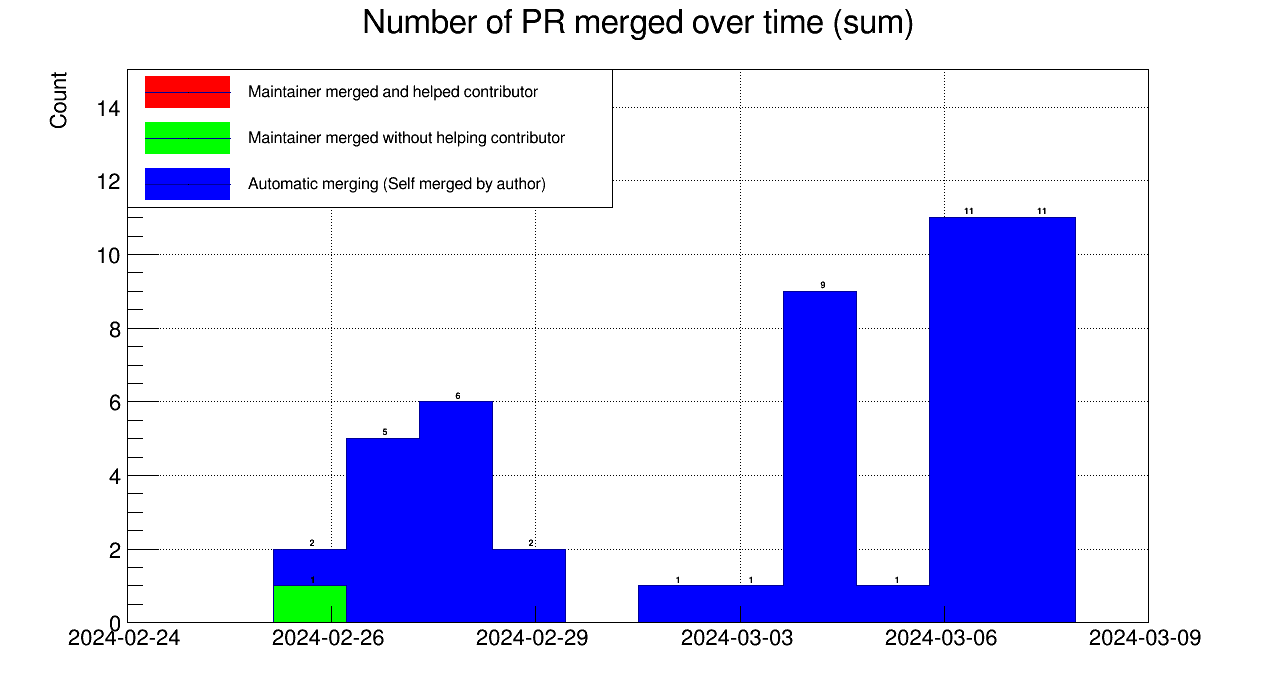 Number of PR merged over time (sum)
Count
Maintainer merged and helped contributor
Maintainer merged without helping contributor
Automatic merging (Self merged by author)
14
12
10
8
6
4
2
0
11 11
9
6
5
2 2
1 1 1 1
2024-02-24 2024-02-26 2024-02-29 2024-03-03 2024-03-06 2024-03-09